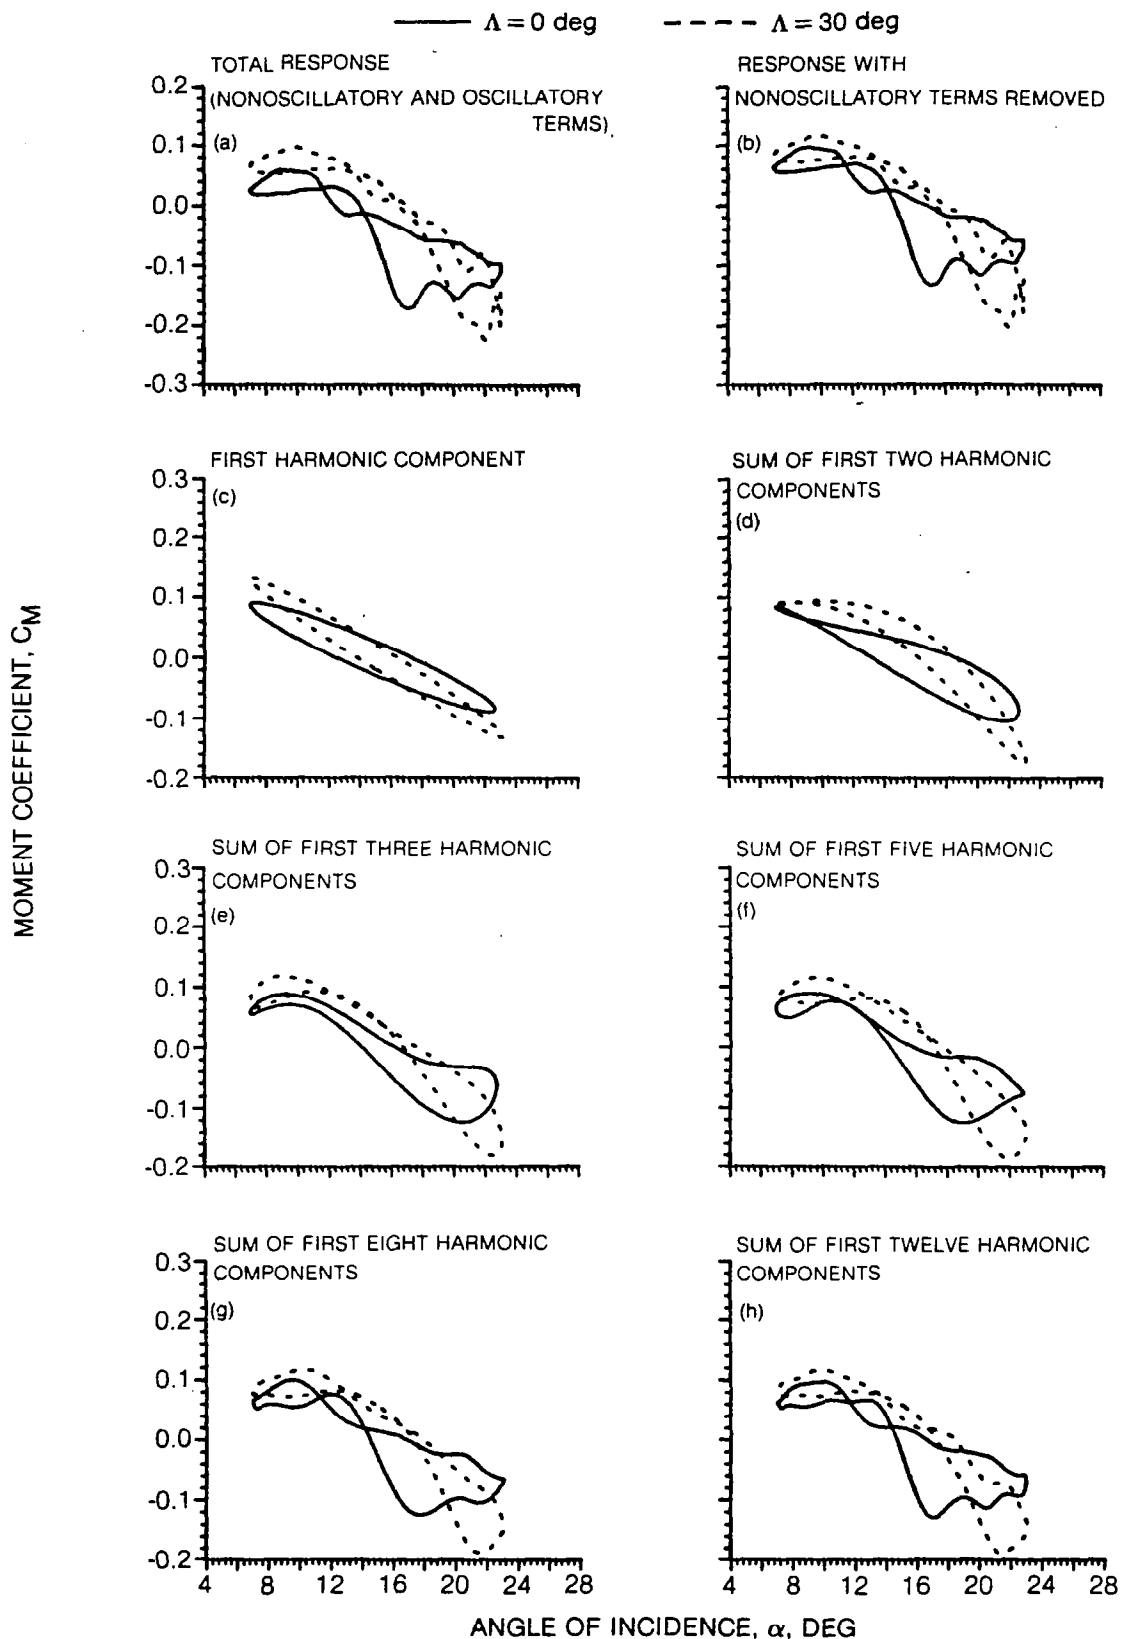 Λ = 0 deg
Λ = 30 deg
TOTAL RESPONSE
(NONOSCILLATORY AND OSCILLATORY
TERMS)
(a)
0.2
0.1
0.0
-0.1
-0.2
-0.3
RESPONSE WITH
NONOSCILLATORY TERMS REMOVED
(b)
FIRST HARMONIC COMPONENT
(c)
0.3
0.2
0.1
0.0
-0.1
-0.2
SUM OF FIRST TWO HARMONIC
COMPONENTS
(d)
MOMENT COEFFICIENT, CM
SUM OF FIRST THREE HARMONIC
COMPONENTS
(e)
0.3
0.2
0.1
0.0
-0.1
-0.2
SUM OF FIRST FIVE HARMONIC
COMPONENTS
(f)
SUM OF FIRST EIGHT HARMONIC
COMPONENTS
(g)
0.3
0.2
0.1
0.0
-0.1
-0.2
4 8 12 16 20 24 28
SUM OF FIRST TWELVE HARMONIC
COMPONENTS
(h)
4 8 12 16 20 24 28
ANGLE OF INCIDENCE, α, DEG